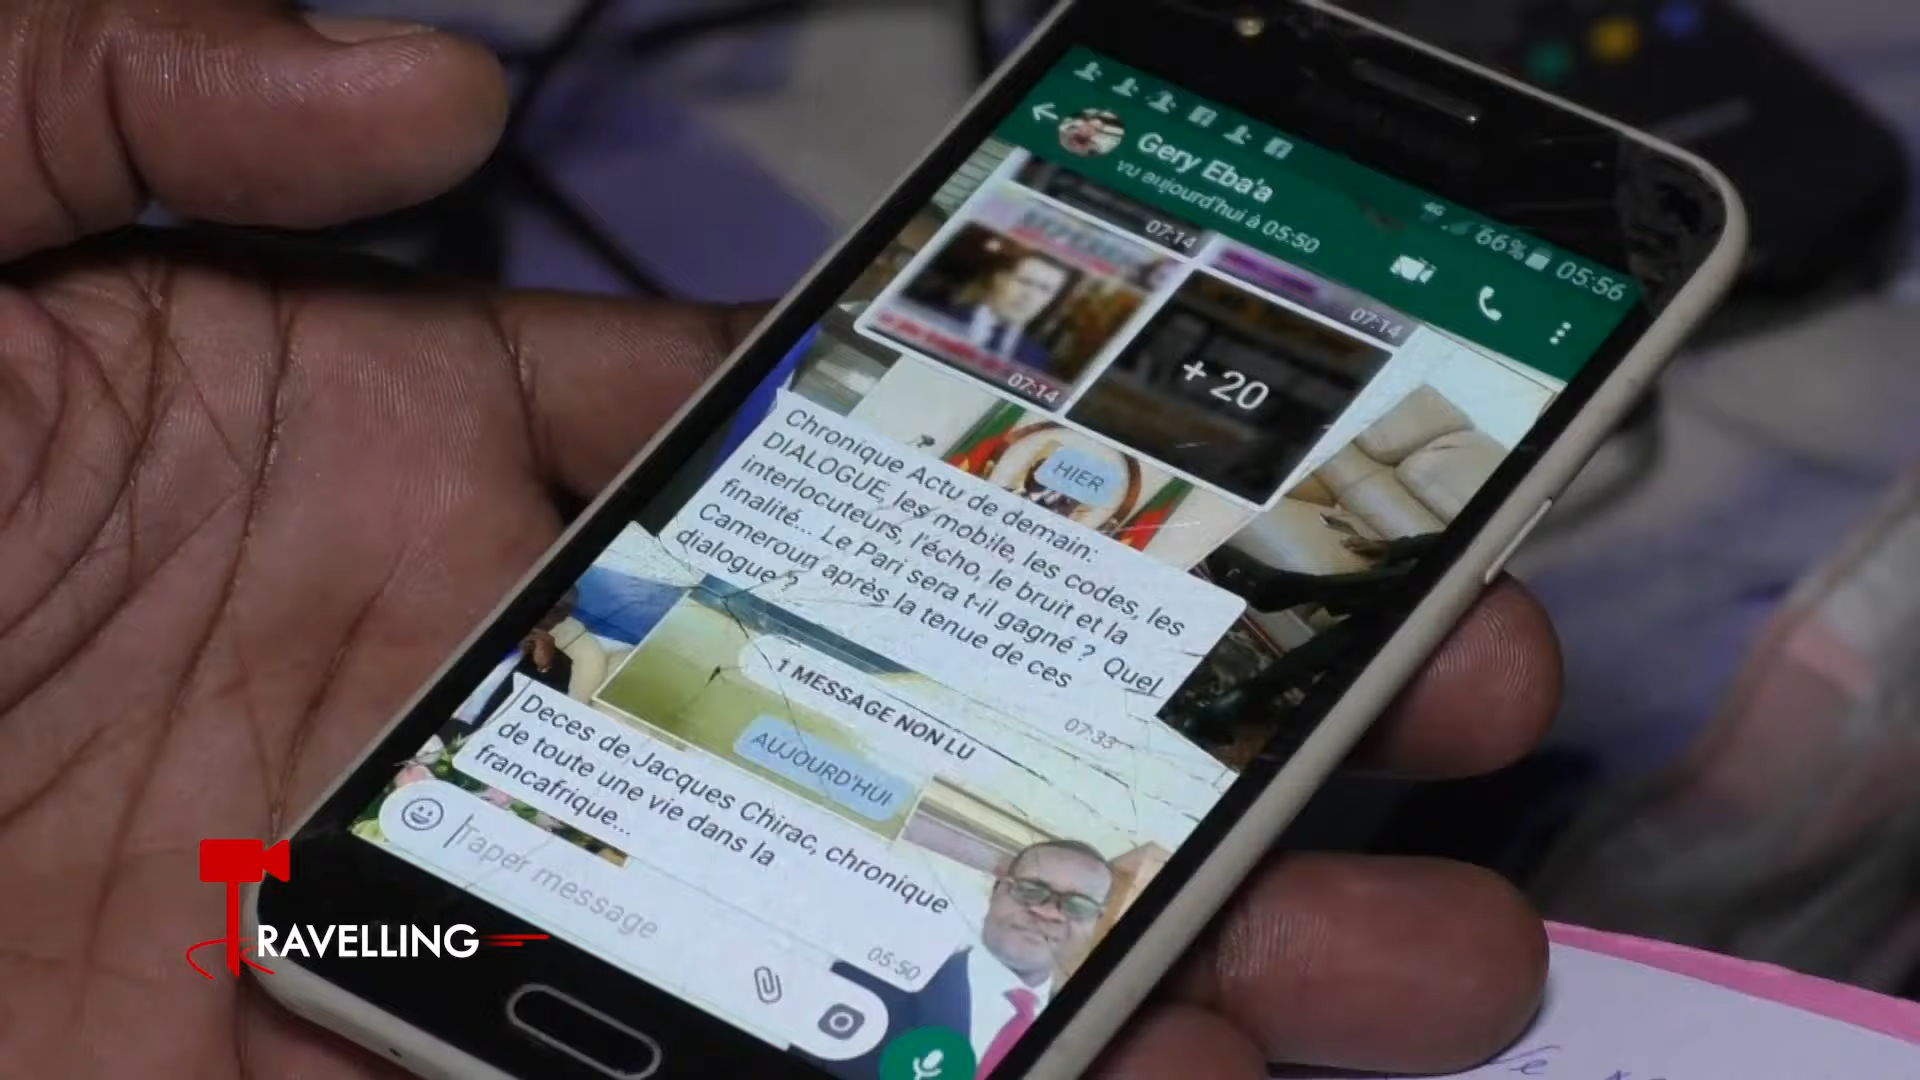 66% 05:56
Gery Eba'a
vu aujourd'hui à 05:50
07:14
07:14
07:14
+ 20
HIER
Chronique Actu de demain:
DIALOGUE, les mobile, les codes, les
interlocuteurs, l'écho, le bruit et la
finalité... Le Pari sera t-il gagné ? Quel
Cameroun après la tenue de ces
dialogue ?
07:33
1 MESSAGE NON LU
AUJOURD'HUI
Deces de Jacques Chirac, chronique
de toute une vie dans la
francafrique...
05:50
Taper message
TRAVELLING